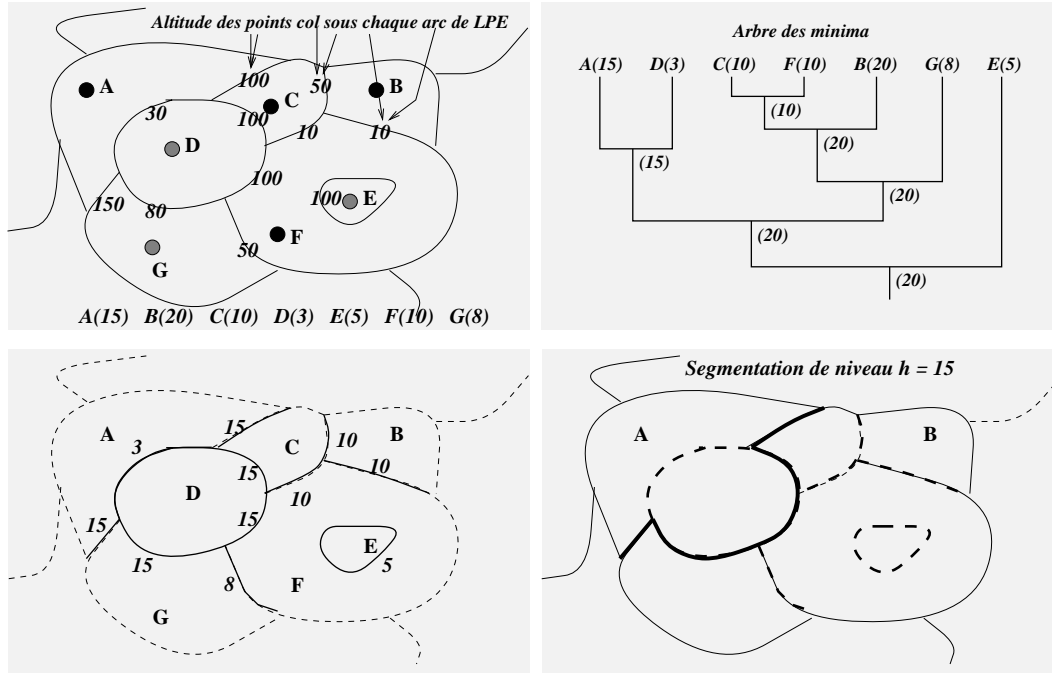 Altitude des points col sous chaque arc de LPE
100
50
A
B
C
30
100
10
10
D
100
100
E
150
80
F
50
G
A(15) B(20) C(10) D(3) E(5) F(10) G(8)
Arbre des minima
A(15) D(3) C(10) F(10) B(20) G(8) E(5)
(10)
(20)
(15)
(20)
(20)
(20)
15
A
3
C
10
B
15
10
D
10
15
15
15
E
5
8
F
G
Segmentation de niveau h = 15
A
B